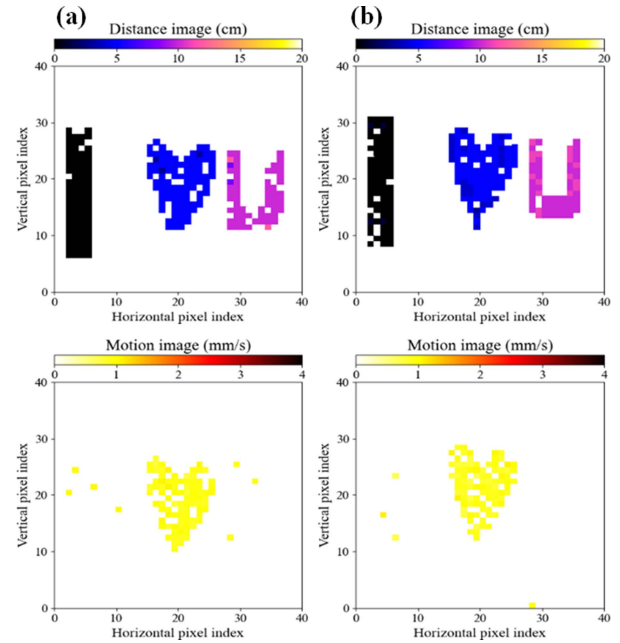 (a)
Distance image (cm)
0 5 10 15 20
40
30
20
10
0
Vertical pixel index
0 10 20 30 40
Horizontal pixel index
(b)
Distance image (cm)
0 5 10 15 20
40
30
20
10
0
Vertical pixel index
0 10 20 30 40
Horizontal pixel index
Motion image (mm/s)
0 1 2 3 4
40
30
20
10
0
Vertical pixel index
0 10 20 30 40
Horizontal pixel index
Motion image (mm/s)
0 1 2 3 4
40
30
20
10
0
Vertical pixel index
0 10 20 30 40
Horizontal pixel index